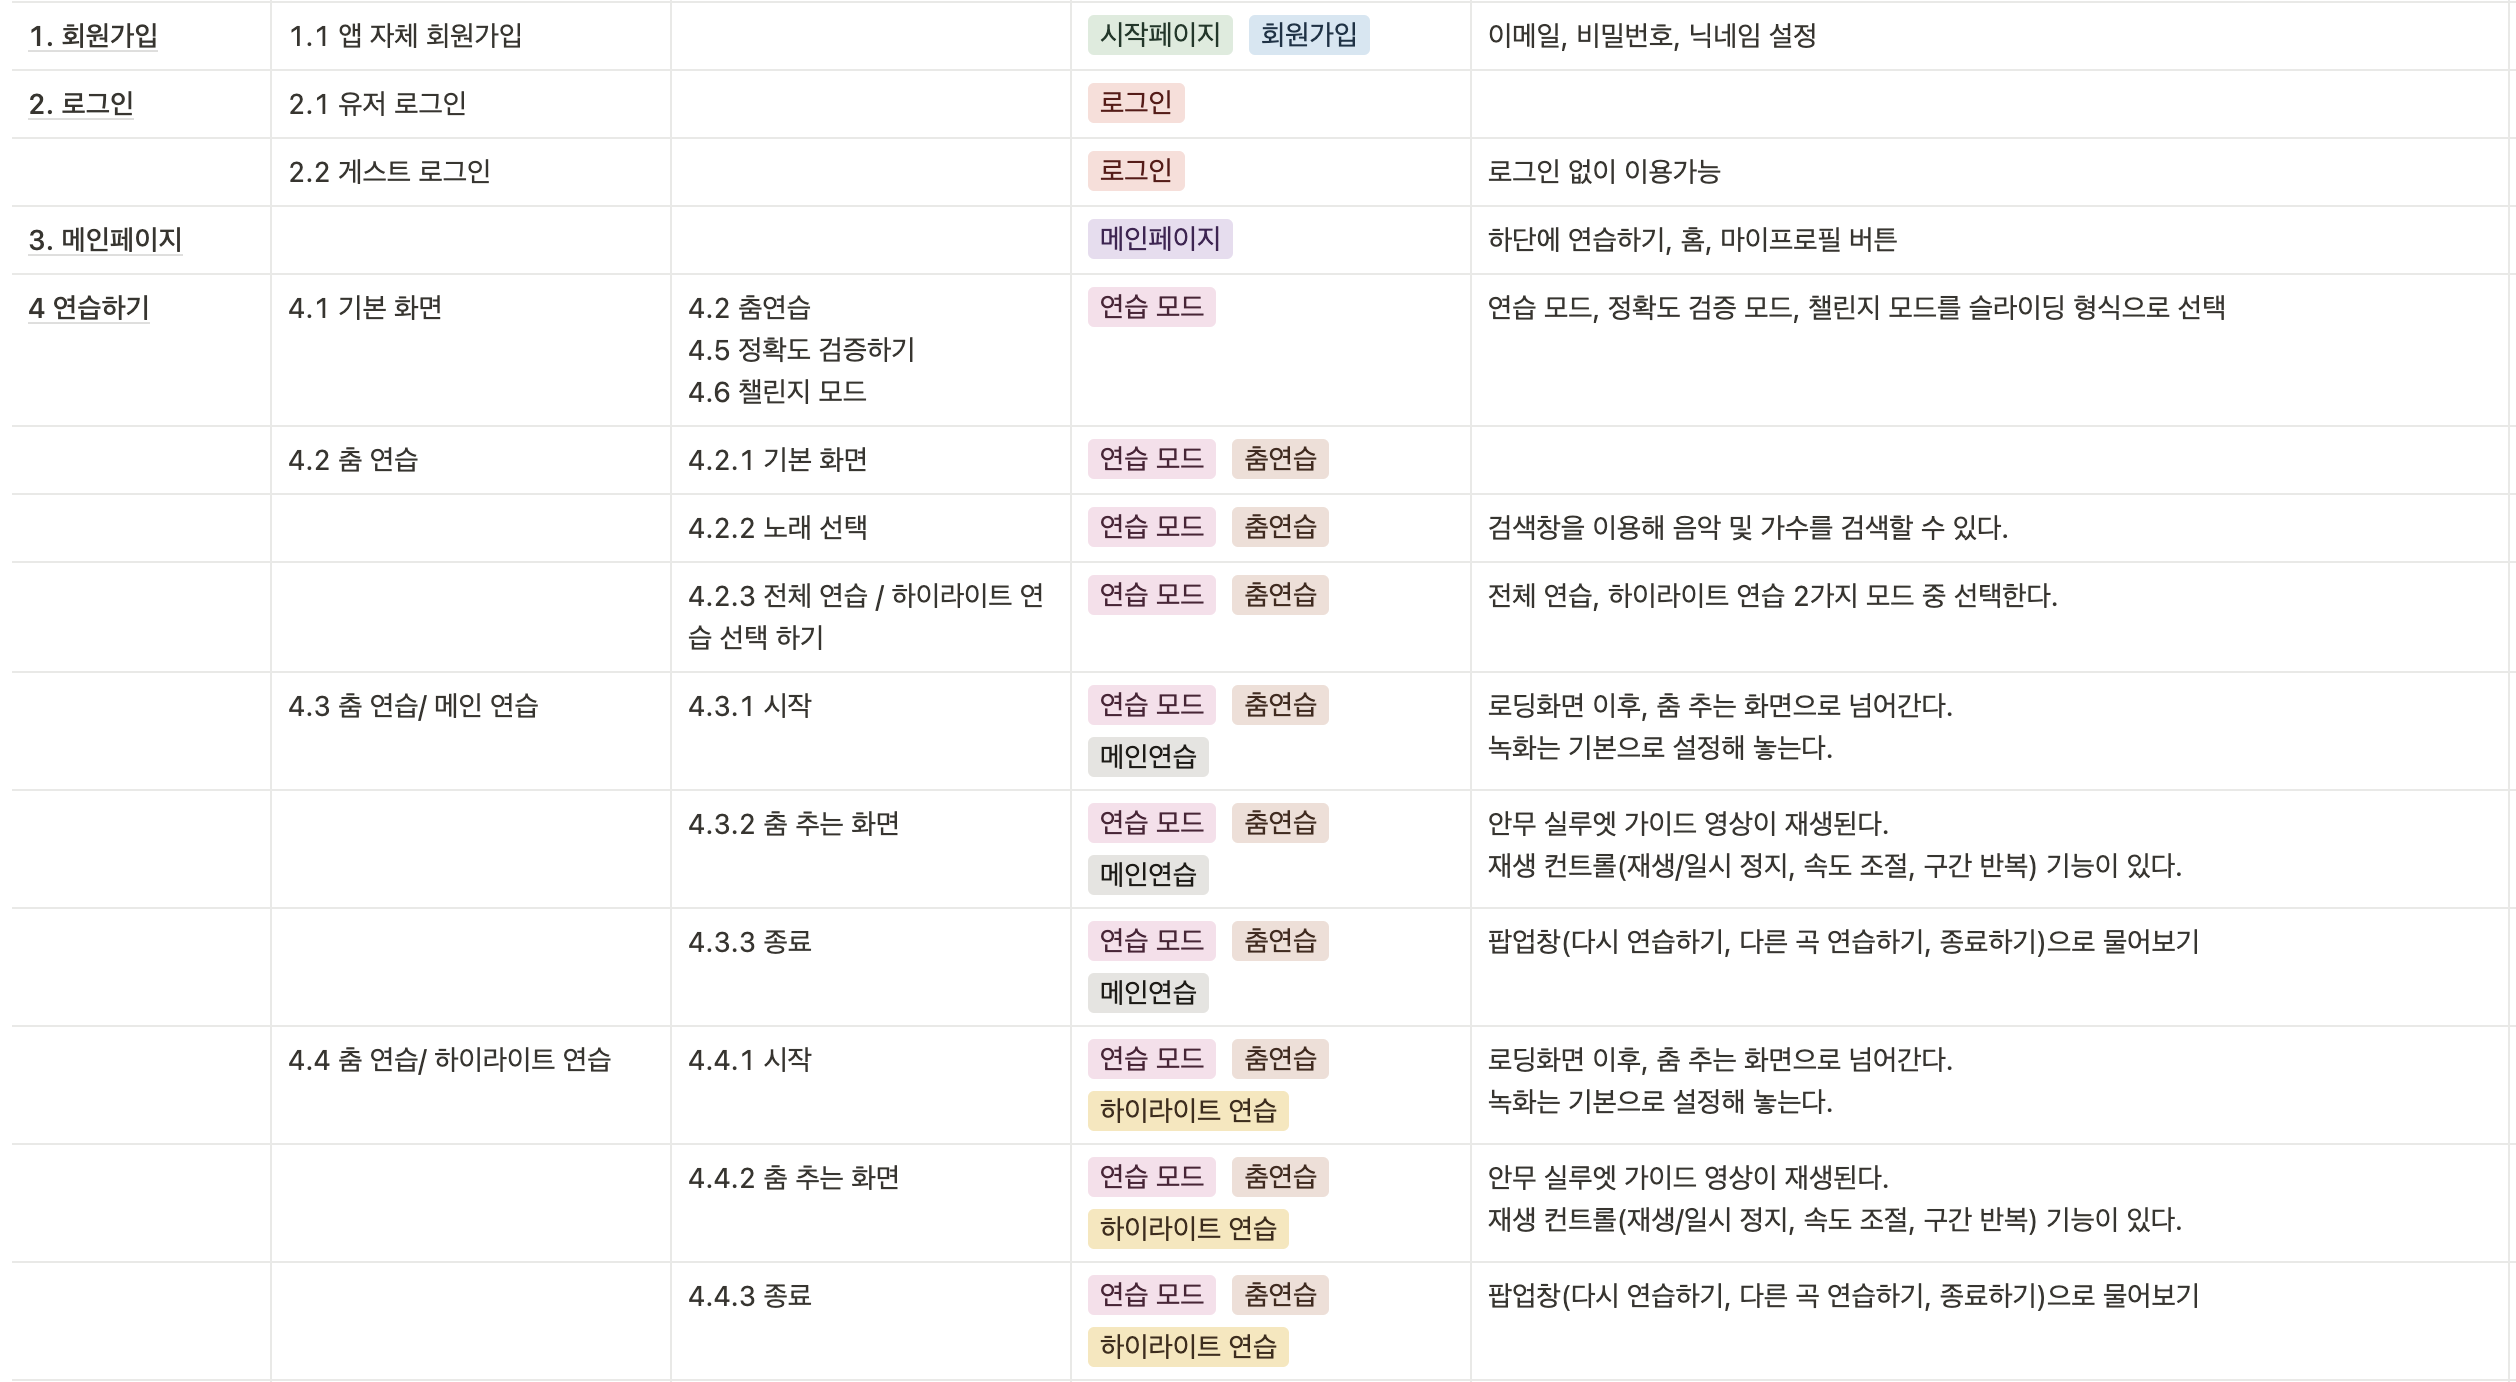 1. 회원가입 1.1 앱 자체 회원가입 시작페이지 회원가입 이메일, 비밀번호, 닉네임 설정
2. 로그인 2.1 유저 로그인 로그인
2.2 게스트 로그인 로그인 로그인 없이 이용가능
3. 메인페이지 메인페이지 하단에 연습하기, 홈, 마이프로필 버튼
4 연습하기 4.1 기본 화면 4.2 춤연습 연습 모드 연습 모드, 정확도 검증 모드, 챌린지 모드를 슬라이딩 형식으로 선택
4.5 정확도 검증하기
4.6 챌린지 모드
4.2 춤 연습 4.2.1 기본 화면 연습 모드 춤연습
4.2.2 노래 선택 연습 모드 춤연습 검색창을 이용해 음악 및 가수를 검색할 수 있다.
4.2.3 전체 연습 / 하이라이트 연 연습 모드 춤연습 전체 연습, 하이라이트 연습 2가지 모드 중 선택한다.
습 선택 하기
4.3 춤 연습/ 메인 연습 4.3.1 시작 연습 모드 춤연습 로딩화면 이후, 춤 추는 화면으로 넘어간다.
메인연습 녹화는 기본으로 설정해 놓는다.
4.3.2 춤 추는 화면 연습 모드 춤연습 안무 실루엣 가이드 영상이 재생된다.
메인연습 재생 컨트롤(재생/일시 정지, 속도 조절, 구간 반복) 기능이 있다.
4.3.3 종료 연습 모드 춤연습 팝업창(다시 연습하기, 다른 곡 연습하기, 종료하기)으로 물어보기
메인연습
4.4 춤 연습/ 하이라이트 연습 4.4.1 시작 연습 모드 춤연습 로딩화면 이후, 춤 추는 화면으로 넘어간다.
하이라이트 연습 녹화는 기본으로 설정해 놓는다.
4.4.2 춤 추는 화면 연습 모드 춤연습 안무 실루엣 가이드 영상이 재생된다.
하이라이트 연습 재생 컨트롤(재생/일시 정지, 속도 조절, 구간 반복) 기능이 있다.
4.4.3 종료 연습 모드 춤연습 팝업창(다시 연습하기, 다른 곡 연습하기, 종료하기)으로 물어보기
하이라이트 연습